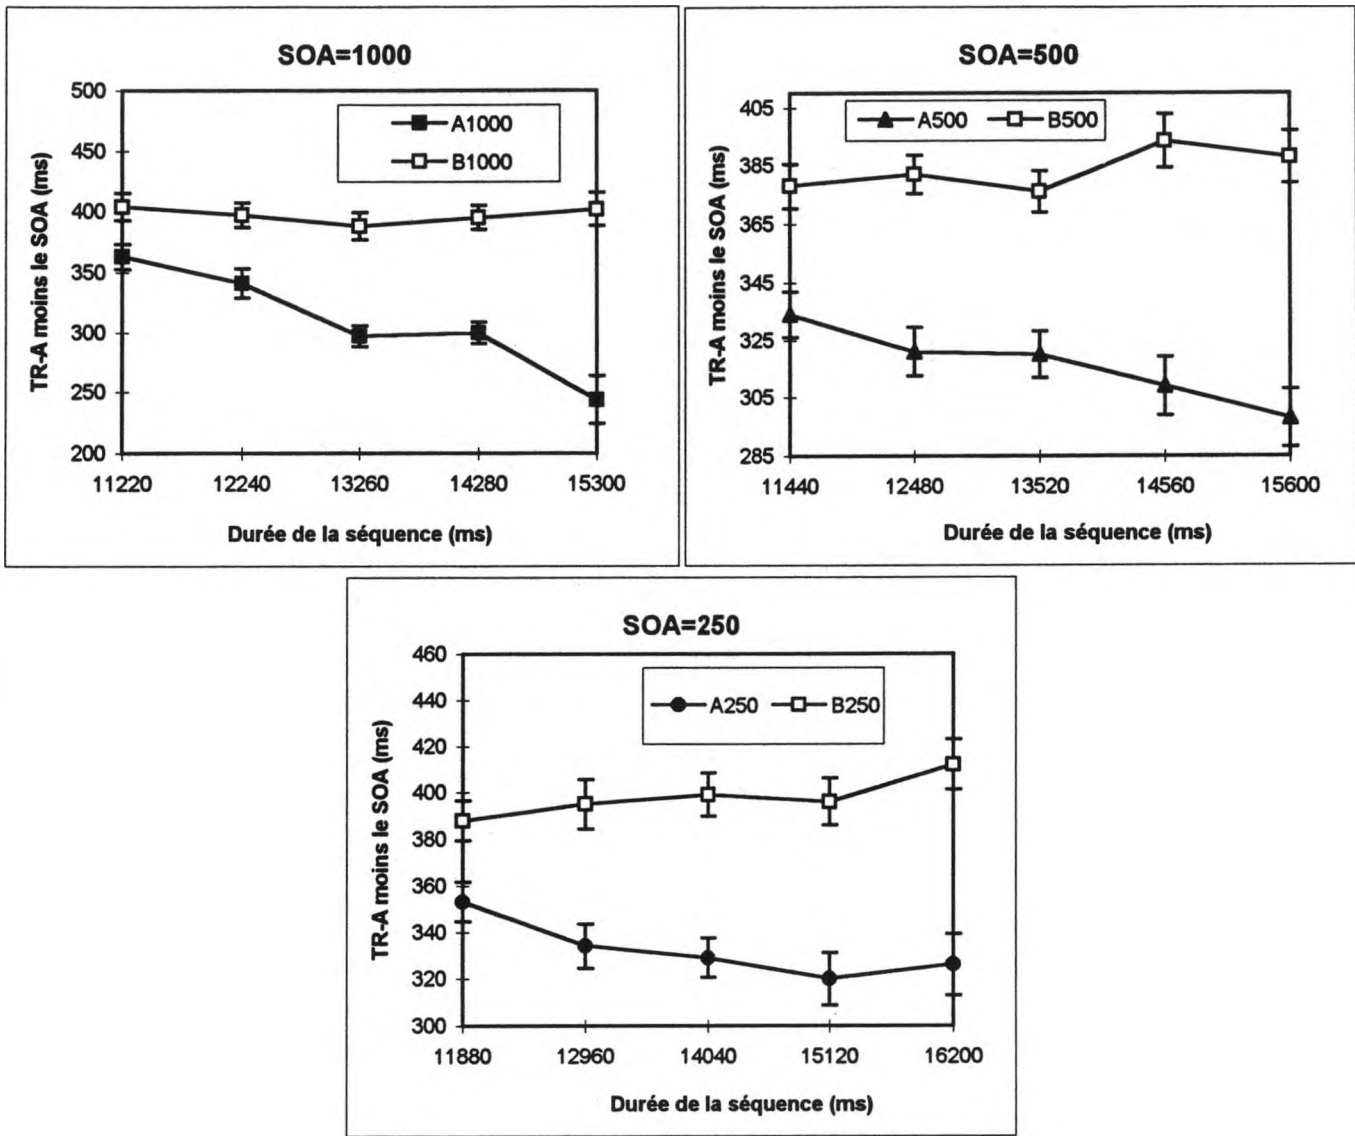 SOA=1000
TR-A moins le SOA (ms)
500
450
400
350
300
250
200
A1000
B1000
11220 12240 13260 14280 15300
Durée de la séquence (ms)
SOA=500
TR-A moins le SOA (ms)
405
385
365
345
325
305
285
A500 B500
11440 12480 13520 14560 15600
Durée de la séquence (ms)
SOA=250
TR-A moins le SOA (ms)
460
440
420
400
380
360
340
320
300
A250 B250
11880 12960 14040 15120 16200
Durée de la séquence (ms)